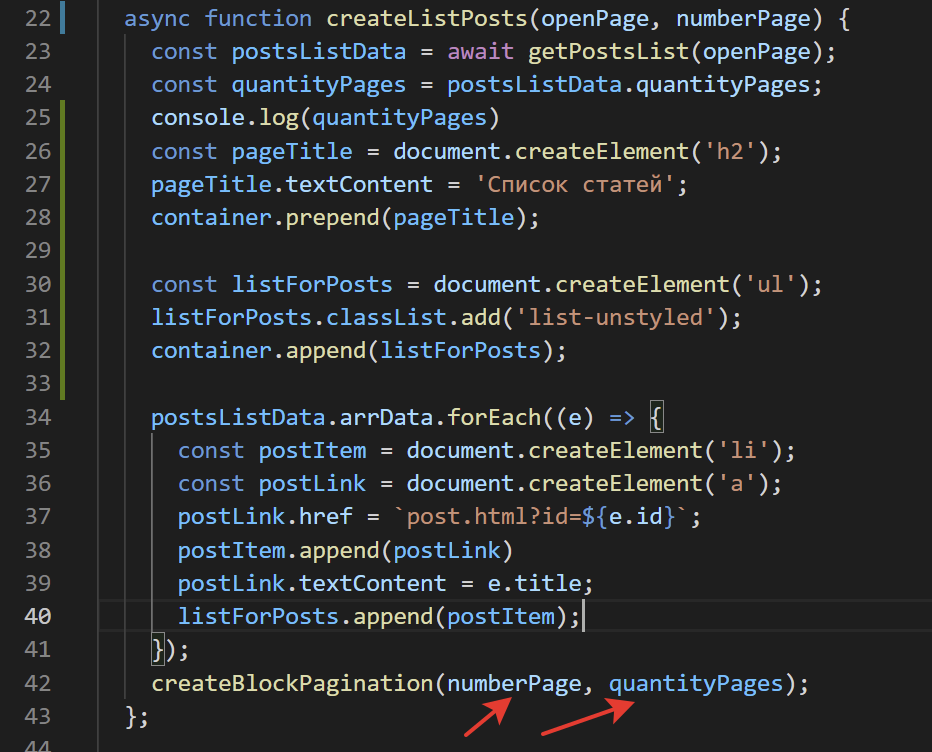 22 async function createListPosts(openPage, numberPage) {
23 const postsListData = await getPostsList(openPage);
24 const quantityPages = postsListData.quantityPages;
25 console.log(quantityPages)
26 const pageTitle = document.createElement('h2');
27 pageTitle.textContent = 'Список статей';
28 container.prepend(pageTitle);
29
30 const listForPosts = document.createElement('ul');
31 listForPosts.classList.add('list-unstyled');
32 container.append(listForPosts);
33
34 postsListData.arrData.forEach((e) => {
35 const postItem = document.createElement('li');
36 const postLink = document.createElement('a');
37 postLink.href = `post.html?id=${e.id}`;
38 postItem.append(postLink)
39 postLink.textContent = e.title;
40 listForPosts.append(postItem);
41 });
42 createBlockPagination(numberPage, quantityPages);
43 };
44